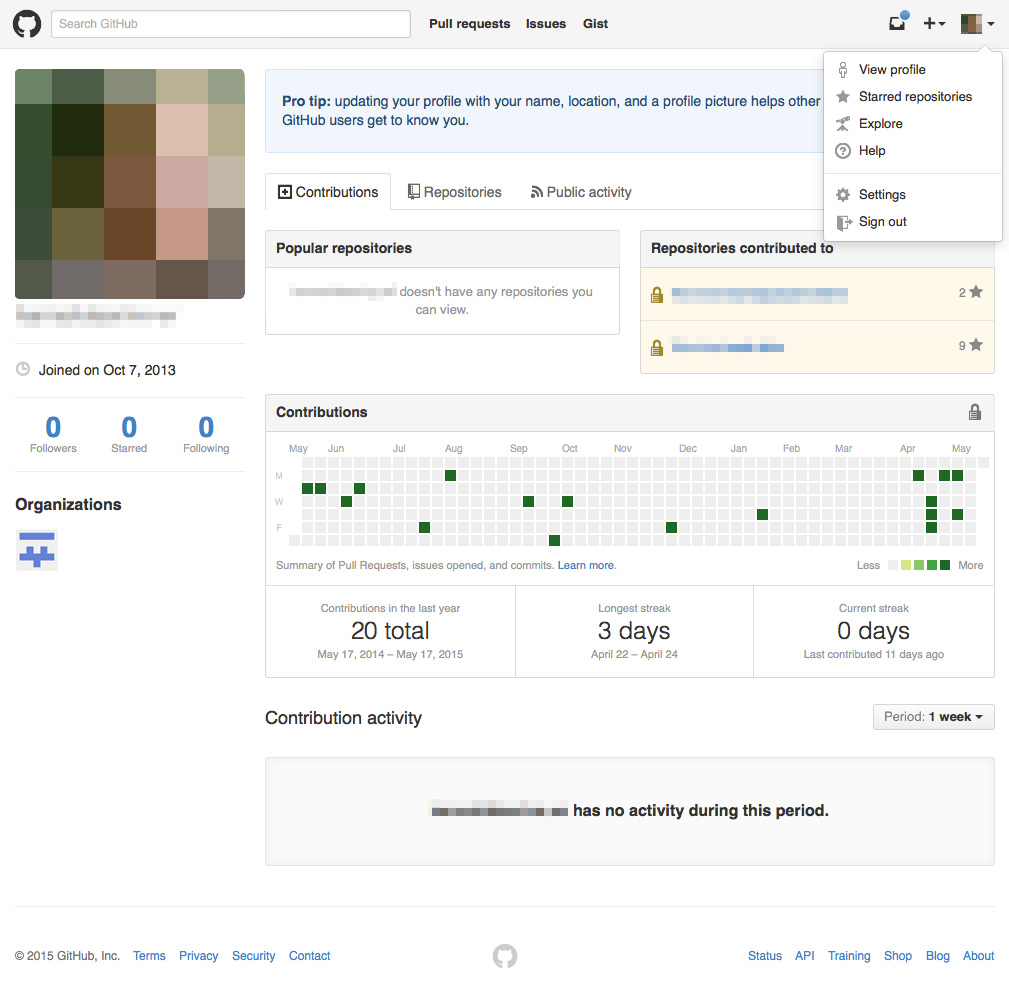 Search GitHub
Pull requests Issues Gist
View profile
Starred repositories
Explore
Help
Settings
Sign out
Pro tip: updating your profile with your name, location, and a profile picture helps other
GitHub users get to know you.
Contributions Repositories Public activity
Joined on Oct 7, 2013
0 0 0
Followers Starred Following
Organizations
Popular repositories
doesn't have any repositories you
can view.
Repositories contributed to
2
9
Contributions
May Jun Jul Aug Sep Oct Nov Dec Jan Feb Mar Apr May
M
W
F
Summary of Pull Requests, issues opened, and commits. Learn more.
Less More
Contributions in the last year
20 total
May 17, 2014 – May 17, 2015
Longest streak
3 days
April 22 – April 24
Current streak
0 days
Last contributed 11 days ago
Contribution activity
Period: 1 week
has no activity during this period.
© 2015 GitHub, Inc. Terms Privacy Security Contact
Status API Training Shop Blog About